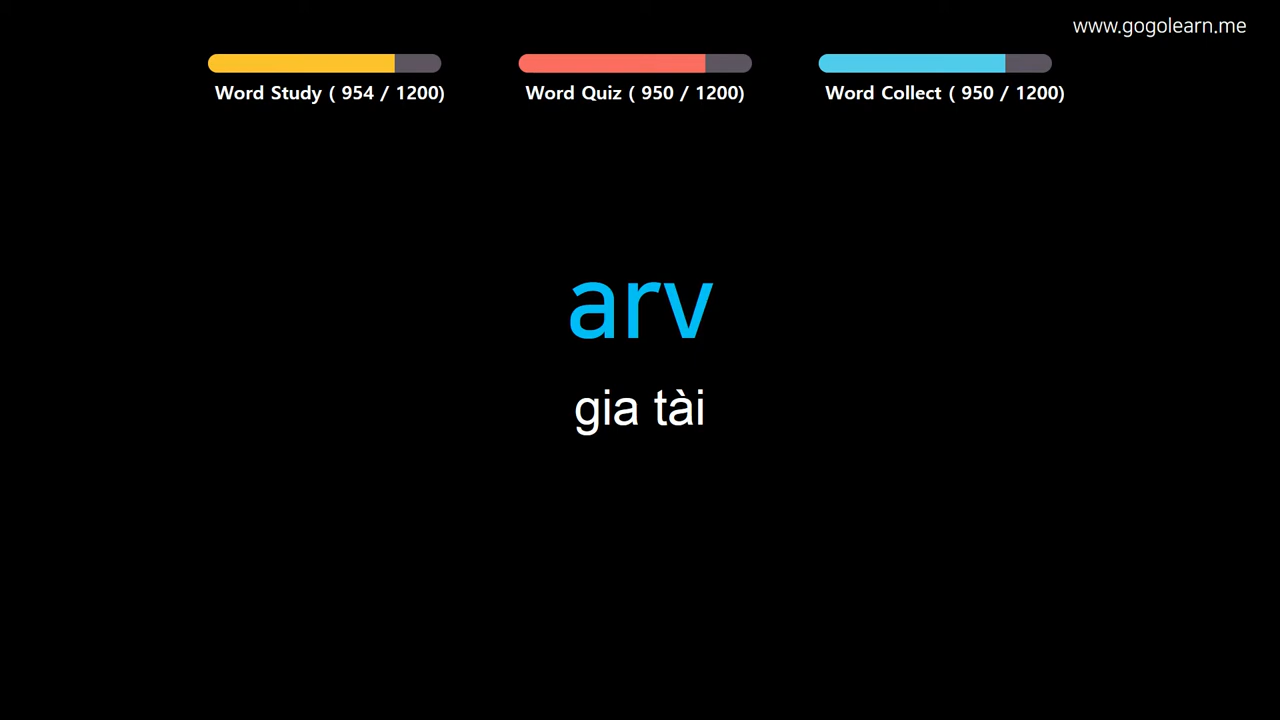 www.gogolearn.me
Word Study ( 954 / 1200)
Word Quiz ( 950 / 1200)
Word Collect ( 950 / 1200)
arv
gia tài